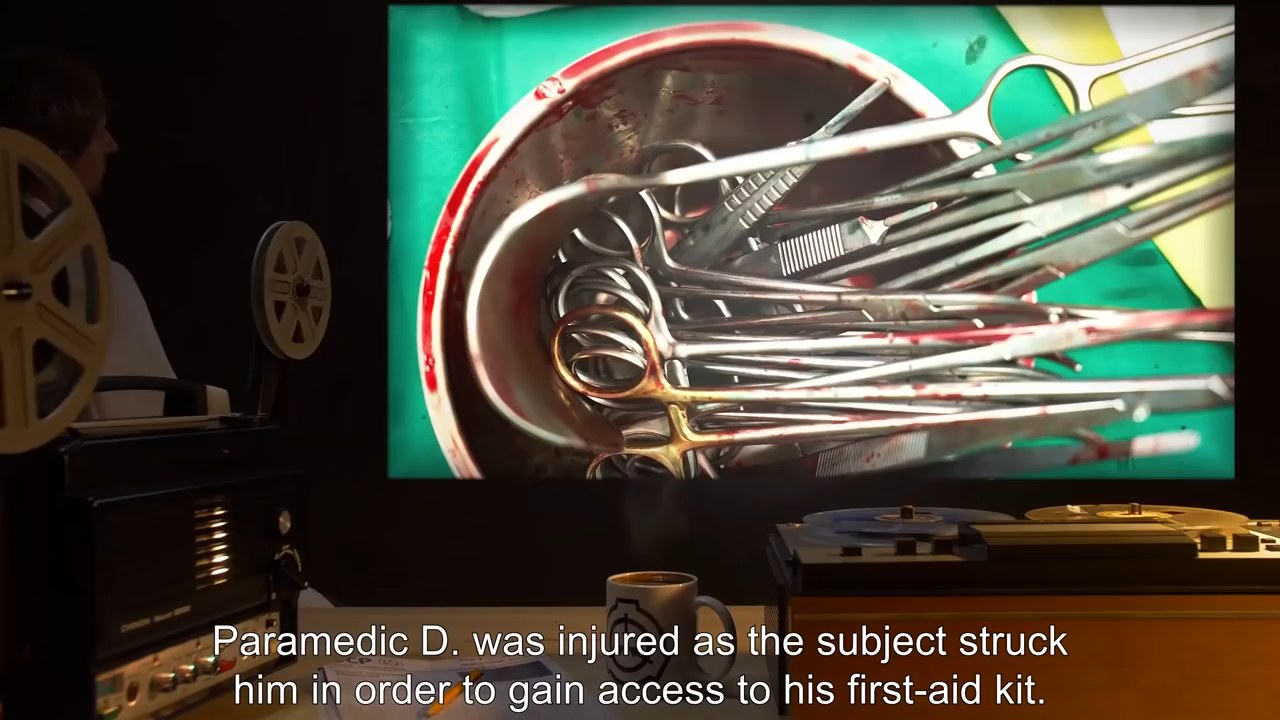 Paramedic D. was injured as the subject struck
him in order to gain access to his first-aid kit.